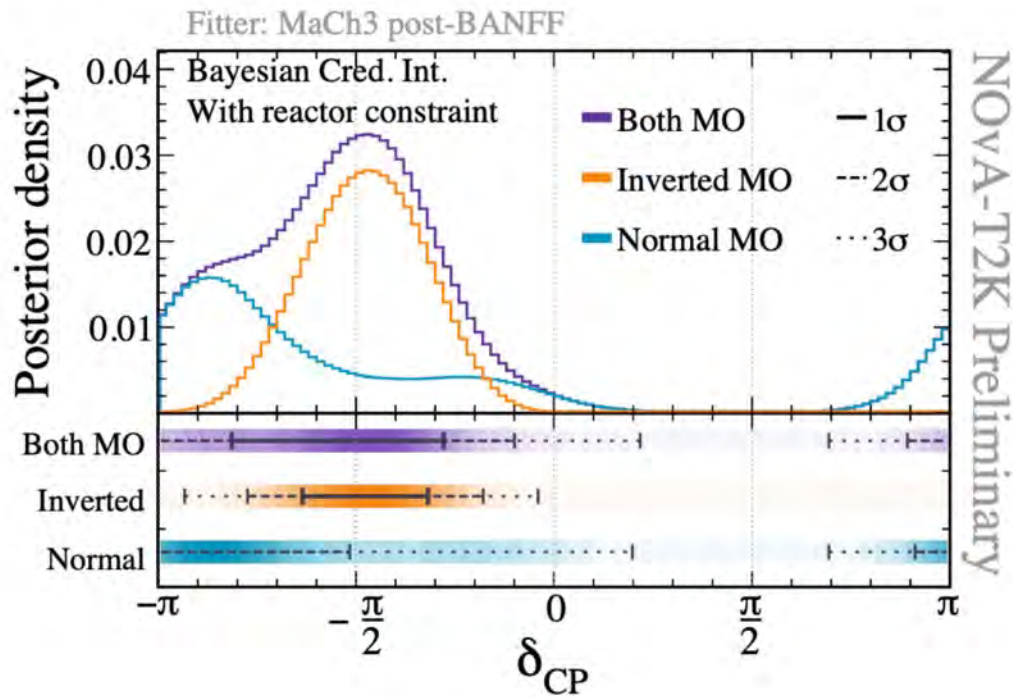 Fitter: MaCh3 post-BANFF
Bayesian Cred. Int.
With reactor constraint
Both MO
Inverted MO
Normal MO
1σ
2σ
3σ
Posterior density
0.04
0.03
0.02
0.01
Both MO
Inverted
Normal
−π
−π/2
0
π/2
π
δCP
NOvA-T2K Preliminary